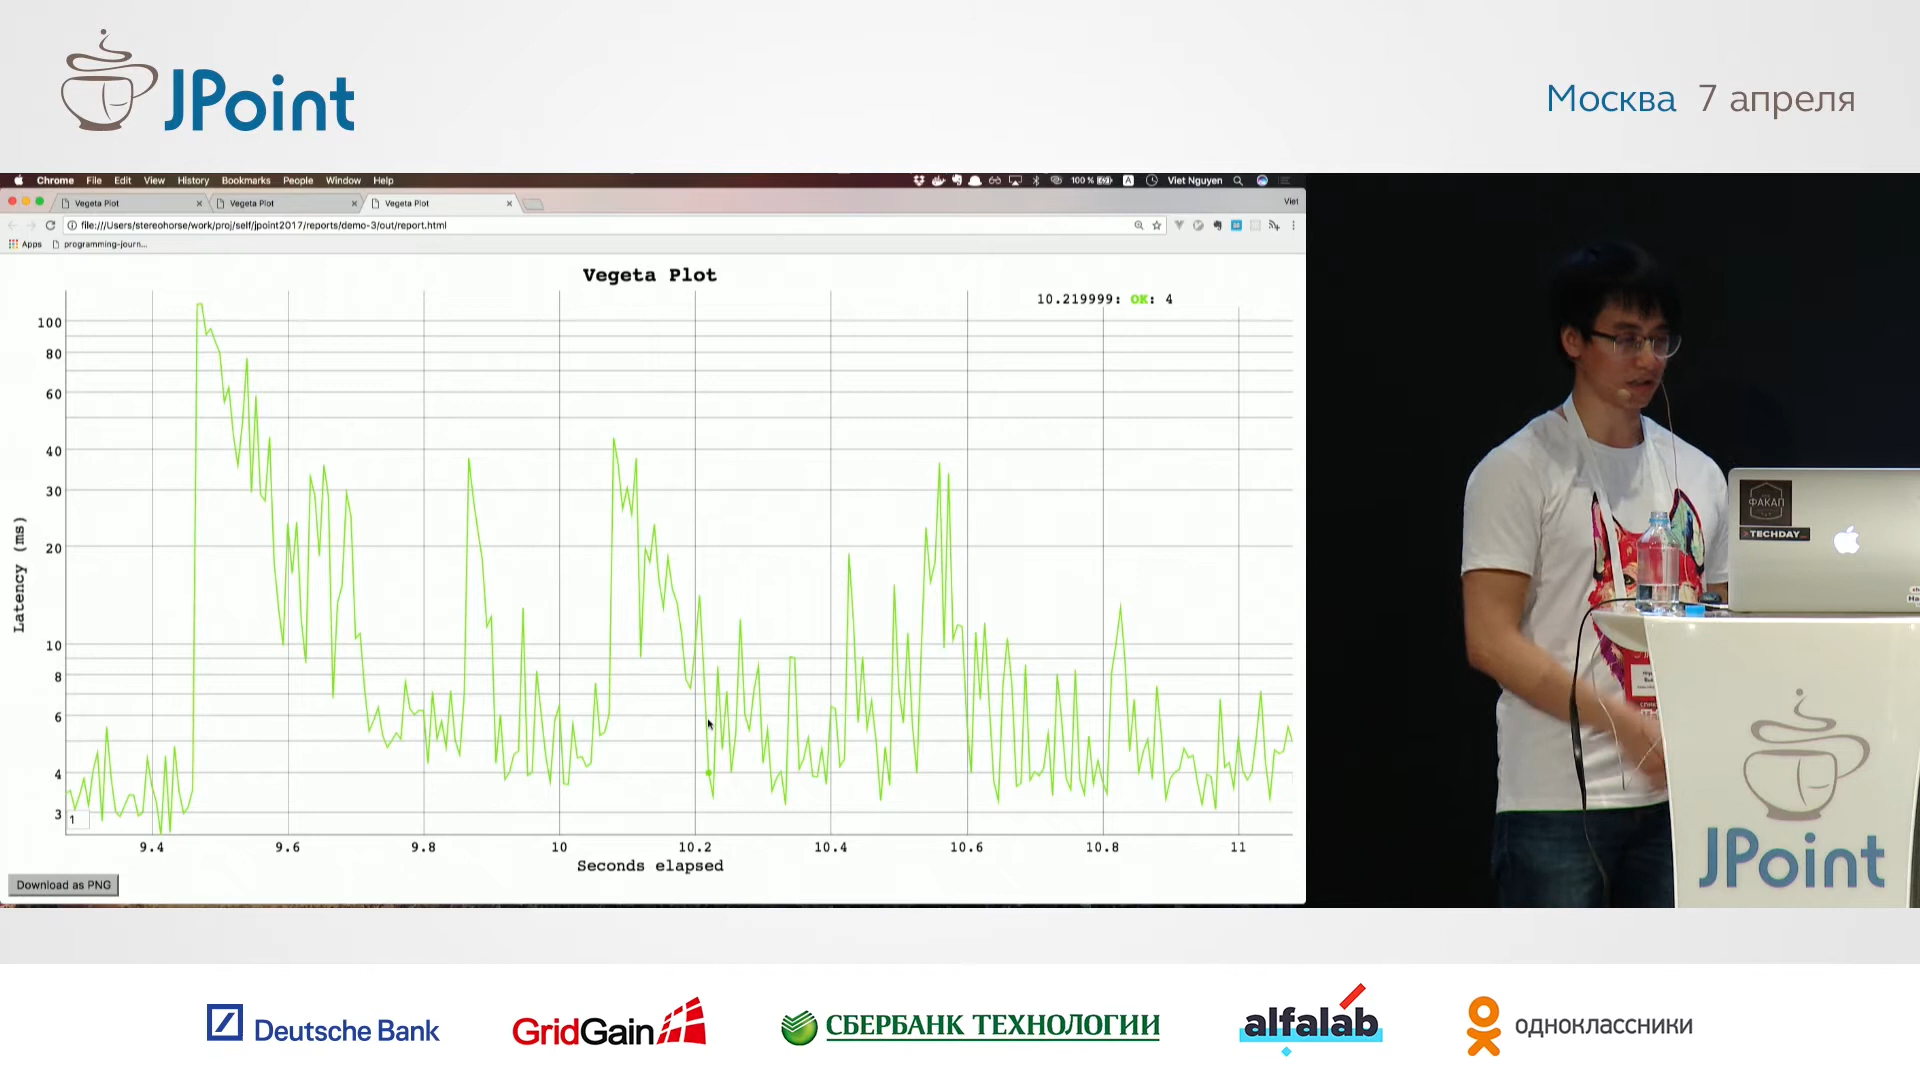 JPoint
Москва 7 апреля
Chrome File Edit View History Bookmarks People Window Help
100% A Viet Nguyen
Vegeta Plot
Vegeta Plot
Vegeta Plot
Viet
file:///Users/stereohorse/work/proj/self/jpoint2017/reports/demo-3/out/report.html
Apps programming-journ...
Vegeta Plot
10.219999: OK: 4
100
80
60
40
30
20
10
8
6
4
3
Latency (ms)
1
9.4 9.6 9.8 10 10.2 10.4 10.6 10.8 11
Seconds elapsed
Download as PNG
ФАКАП
TECHDAY_
JPoint
Deutsche Bank
GridGain
СБЕРБАНК ТЕХНОЛОГИИ
alfalab
одноклассники